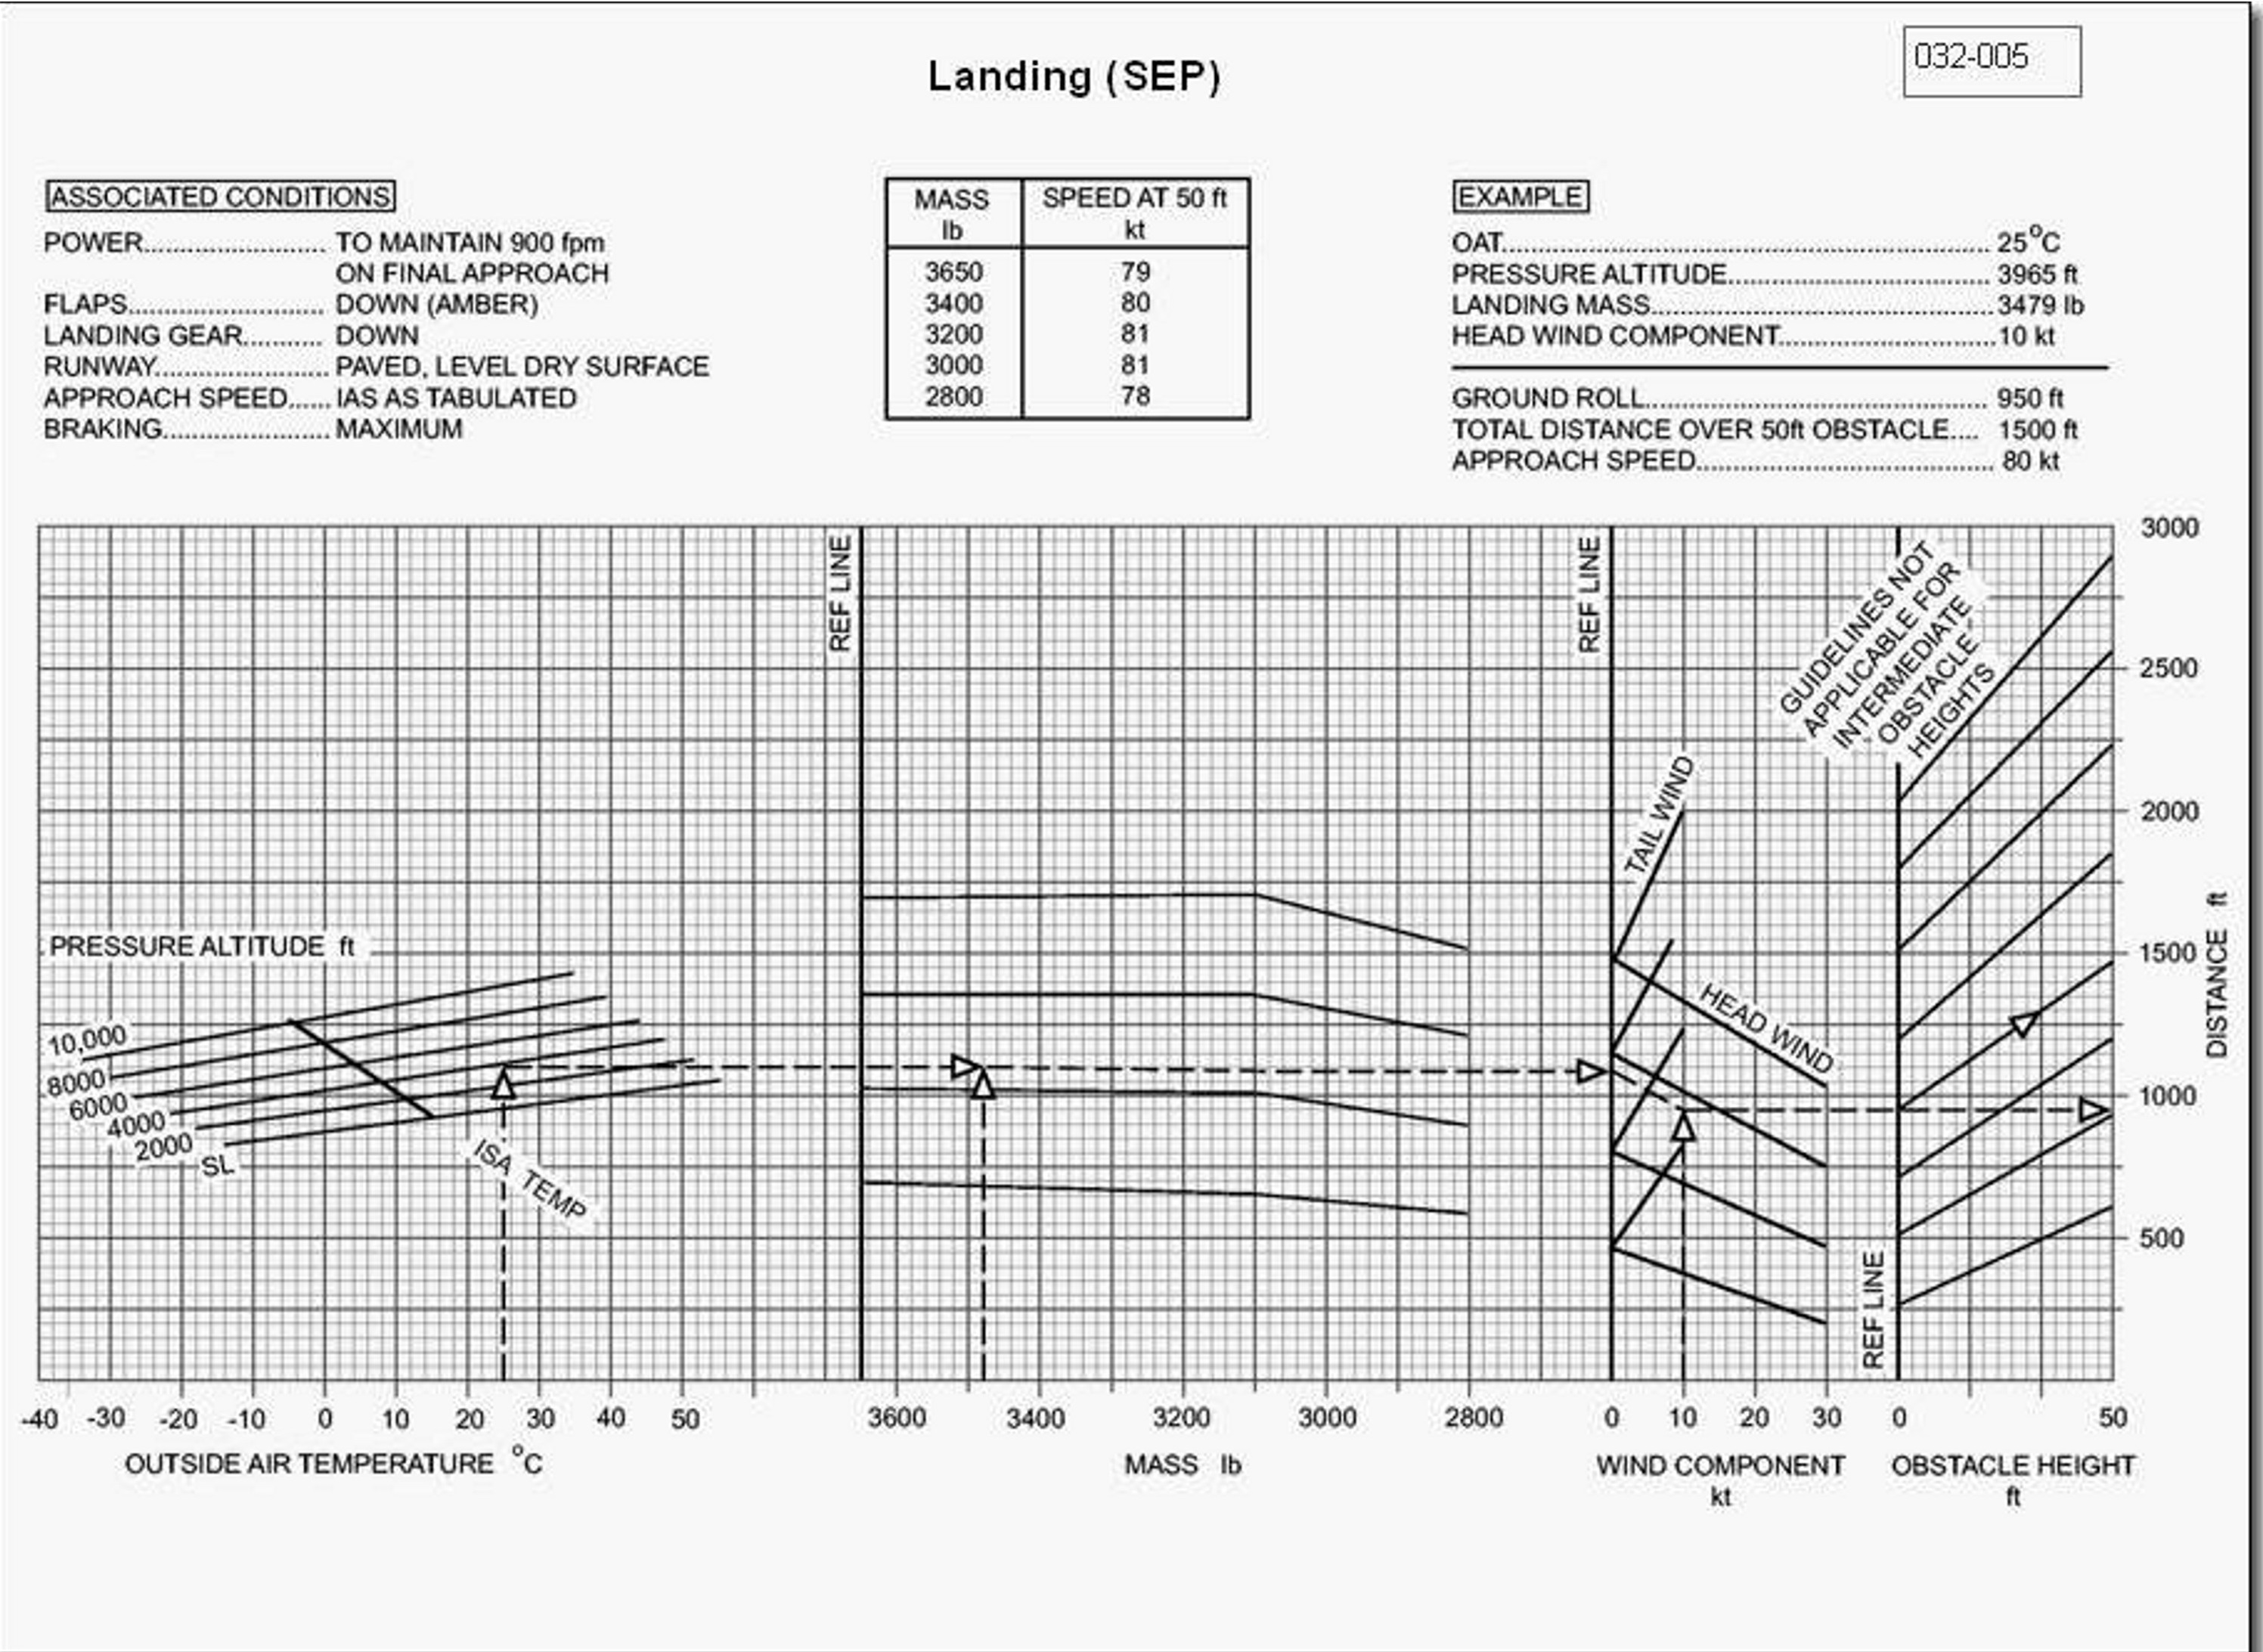 032-005
Landing (SEP)
ASSOCIATED CONDITIONS
POWER.......................... TO MAINTAIN 900 fpm
ON FINAL APPROACH
FLAPS............................ DOWN (AMBER)
LANDING GEAR........... DOWN
RUNWAY......................... PAVED, LEVEL DRY SURFACE
APPROACH SPEED...... IAS AS TABULATED
BRAKING........................ MAXIMUM
MASS SPEED AT 50 ft
lb kt
3650 79
3400 80
3200 81
3000 81
2800 78
EXAMPLE
OAT...................................................................... 25°C
PRESSURE ALTITUDE...................................... 3965 ft
LANDING MASS................................................. 3479 lb
HEAD WIND COMPONENT............................... 10 kt
GROUND ROLL................................................. 950 ft
TOTAL DISTANCE OVER 50ft OBSTACLE.... 1500 ft
APPROACH SPEED........................................... 80 kt
REF LINE
REF LINE
GUIDELINES NOT
APPLICABLE FOR
INTERMEDIATE
OBSTACLE
HEIGHTS
3000
2500
2000
1500
1000
500
DISTANCE ft
TAIL WIND
HEAD WIND
PRESSURE ALTITUDE ft
10,000
8000
6000
4000
2000
SL
ISA TEMP
REF LINE
-40 -30 -20 -10 0 10 20 30 40 50 3600 3400 3200 3000 2800 0 10 20 30 0 50
OUTSIDE AIR TEMPERATURE °C MASS lb WIND COMPONENT OBSTACLE HEIGHT
kt ft